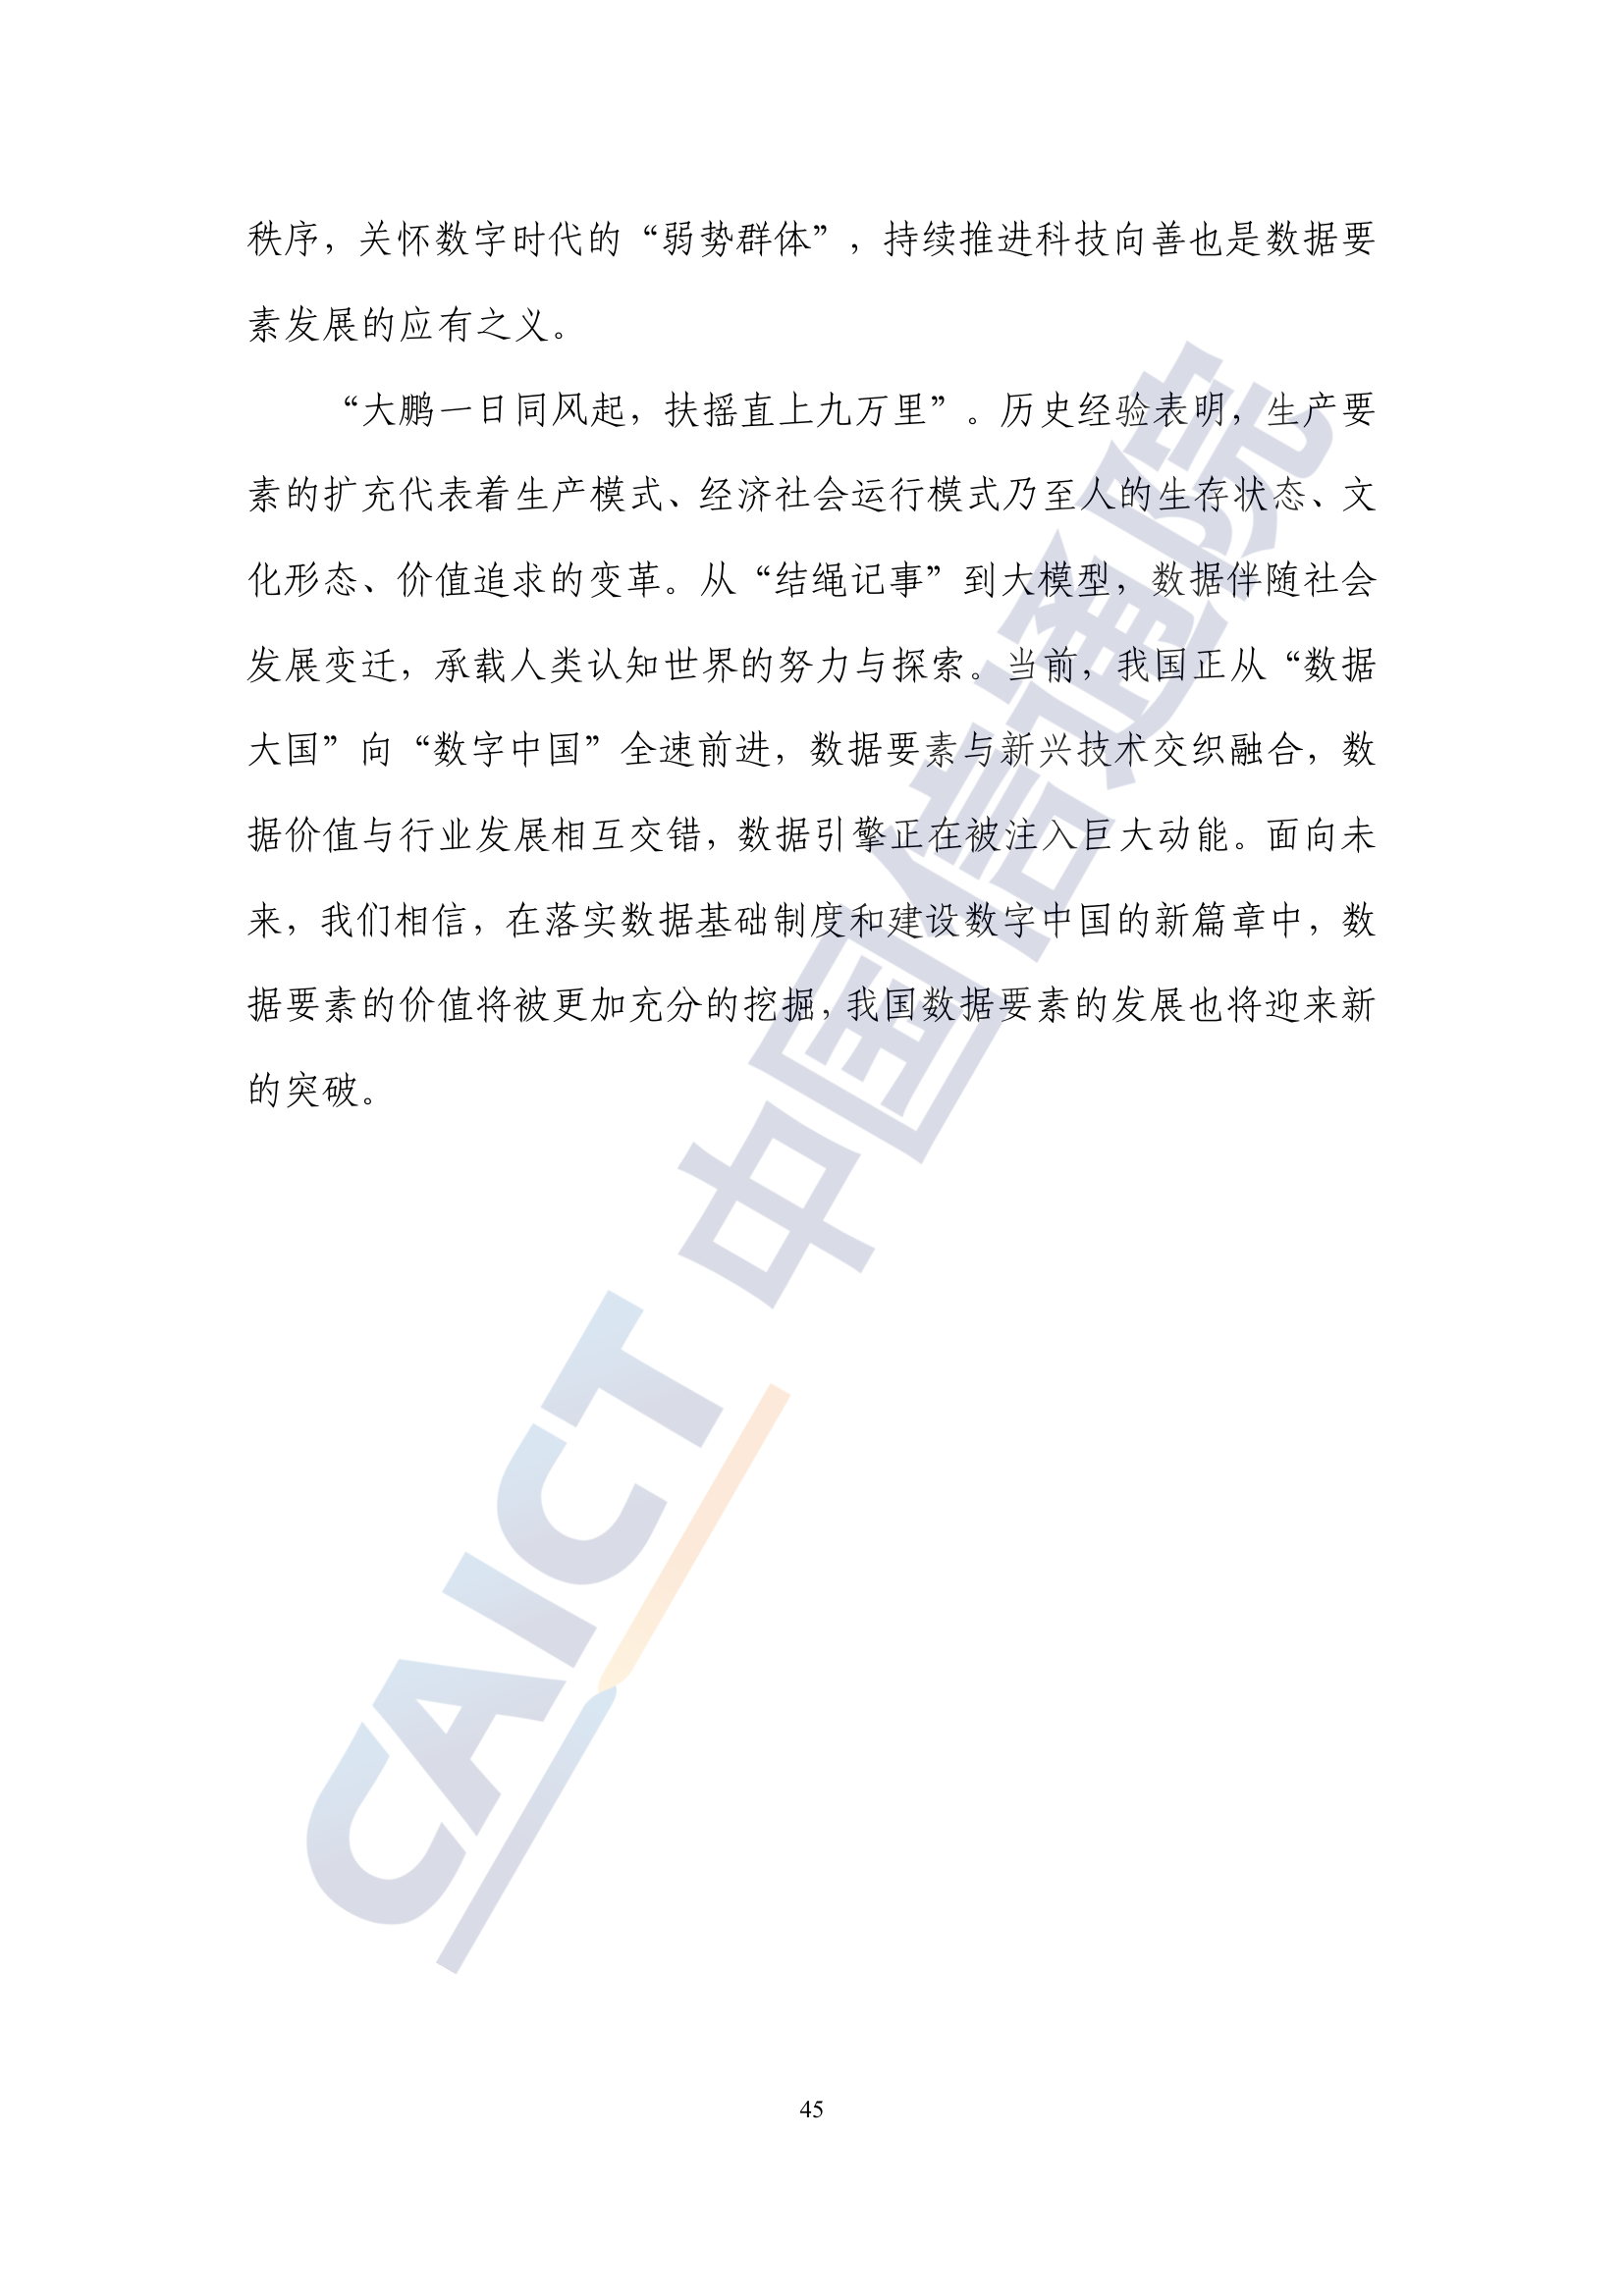 秩序，关怀数字时代的“弱势群体”，持续推进科技向善也是数据要
素发展的应有之义。
“大鹏一日同风起，扶摇直上九万里”。历史经验表明，生产要
素的扩充代表着生产模式、经济社会运行模式乃至人的生存状态、文
化形态、价值追求的变革。从“结绳记事”到大模型，数据伴随社会
发展变迁，承载人类认知世界的努力与探索。当前，我国正从“数据
大国”向“数字中国”全速前进，数据要素与新兴技术交织融合，数
据价值与行业发展相互交错，数据引擎正在被注入巨大动能。面向未
来，我们相信，在落实数据基础制度和建设数字中国的新篇章中，数
据要素的价值将被更加充分的挖掘，我国数据要素的发展也将迎来新
的突破。
CAICT 中国信通院
45